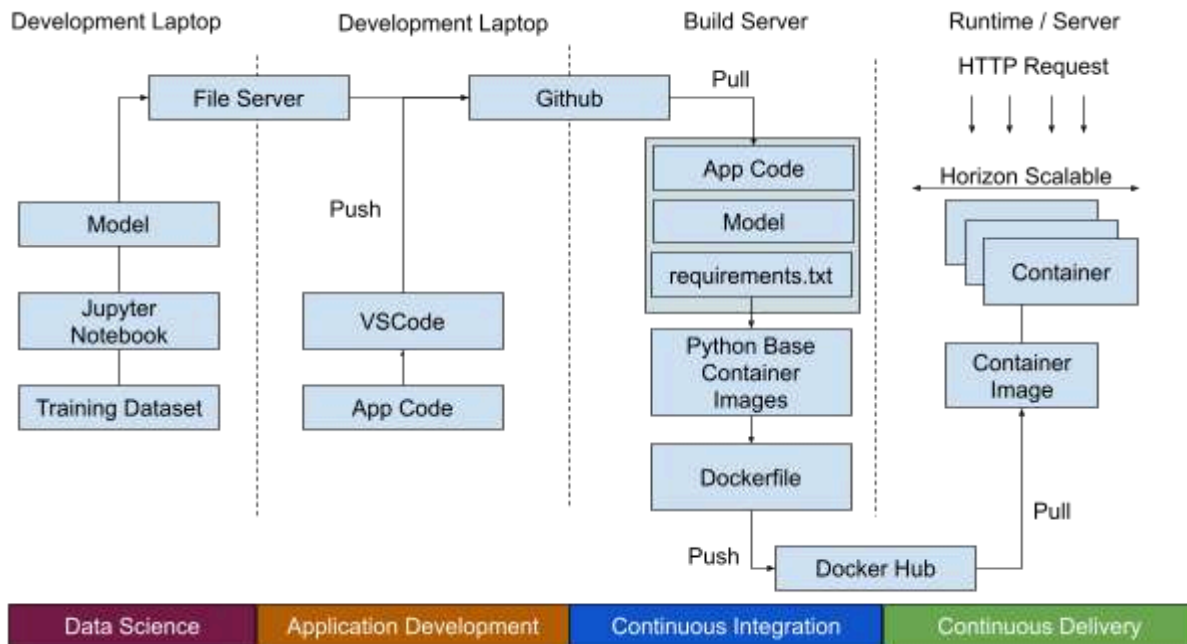 Development Laptop
Development Laptop
Build Server
Runtime / Server
File Server
Github
Pull
HTTP Request
App Code
Horizon Scalable
Model
Push
Model
Container
requirements.txt
Jupyter
Notebook
VSCode
Python Base
Container
Images
Container
Image
Training Dataset
App Code
Dockerfile
Pull
Push
Docker Hub
Data Science
Application Development
Continuous Integration
Continuous Delivery